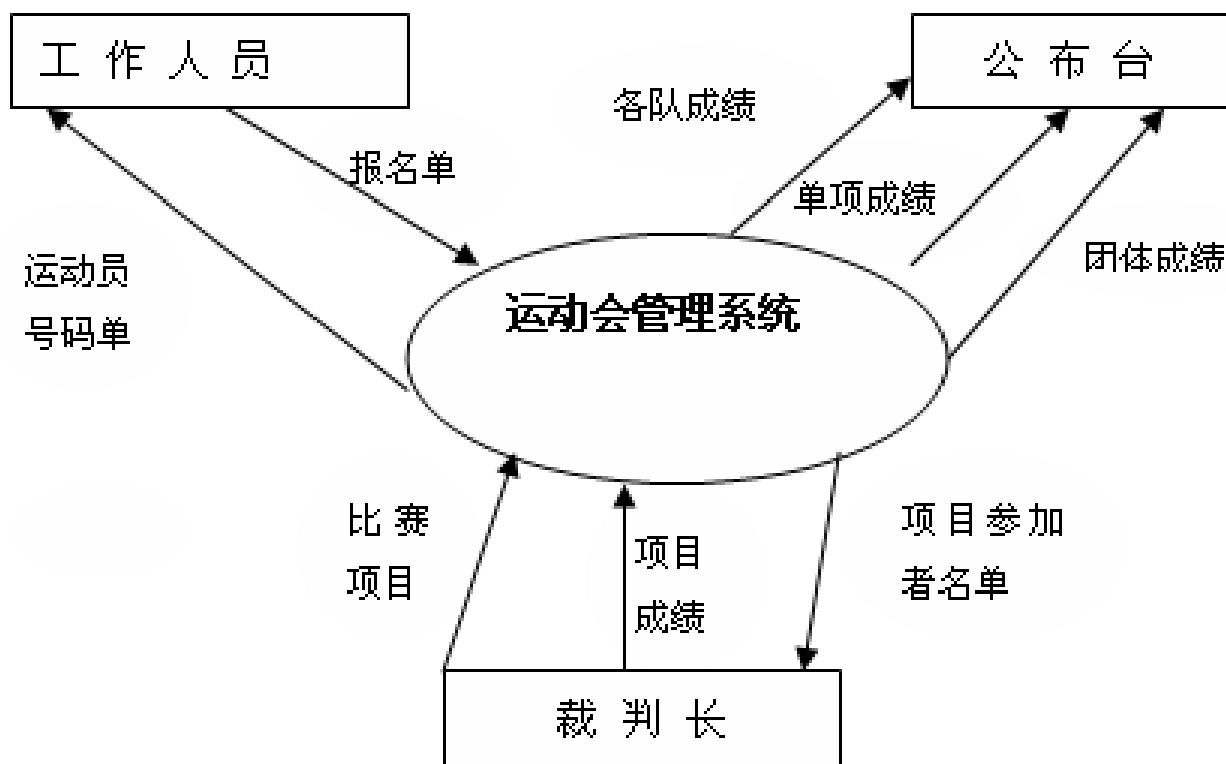 工作人员
公布台
各队成绩
报名单
单项成绩
团体成绩
运动员
号码单
运动会管理系统
比赛
项目
项目
成绩
项目参加
者名单
裁判长